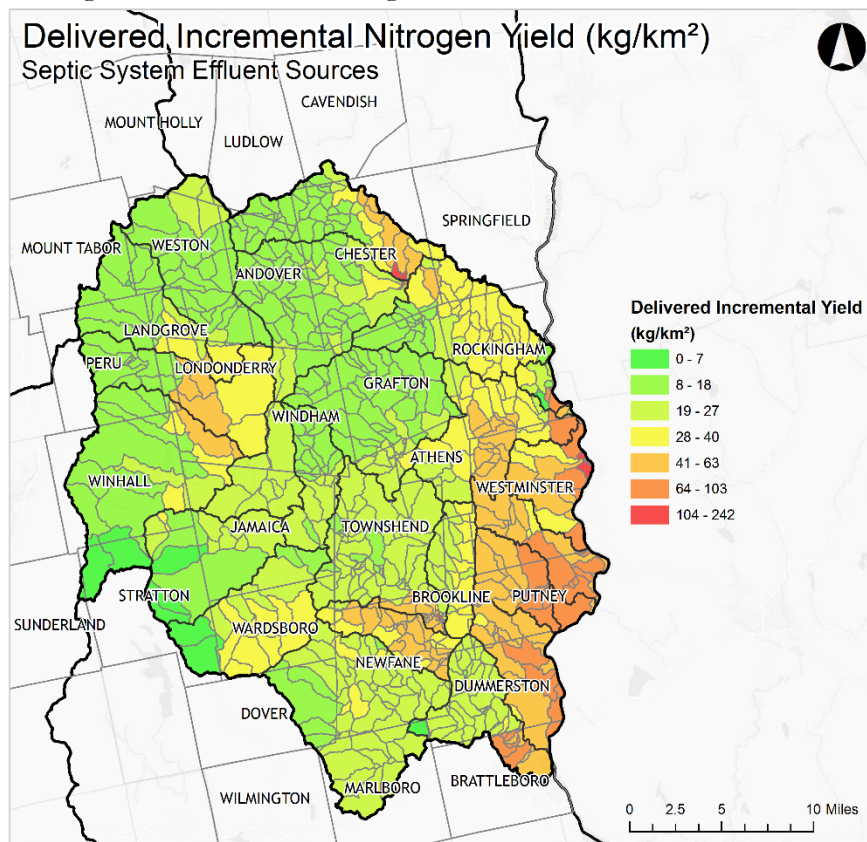 Delivered Incremental Nitrogen Yield (kg/km²)
Septic System Effluent Sources
CAVENDISH
MOUNT HOLLY
LUDLOW
SPRINGFIELD
MOUNT TABOR
WESTON
CHESTER
ANDOVER
LANDGROVE
ROCKINGHAM
PERU
LONDONDERRY
GRAFTON
WINDHAM
ATHENS
WINHALL
WESTMINSTER
JAMAICA
TOWNSHEND
STRATTON
BROOKLINE
PUTNEY
SUNDERLAND
WARDSBORO
NEWFANE
DUMMERSTON
DOVER
BRATTLEBORO
MARLBORO
WILMINGTON
Delivered Incremental Yield
(kg/km²)
0 - 7
8 - 18
19 - 27
28 - 40
41 - 63
64 - 103
104 - 242
0 2.5 5 10 Miles